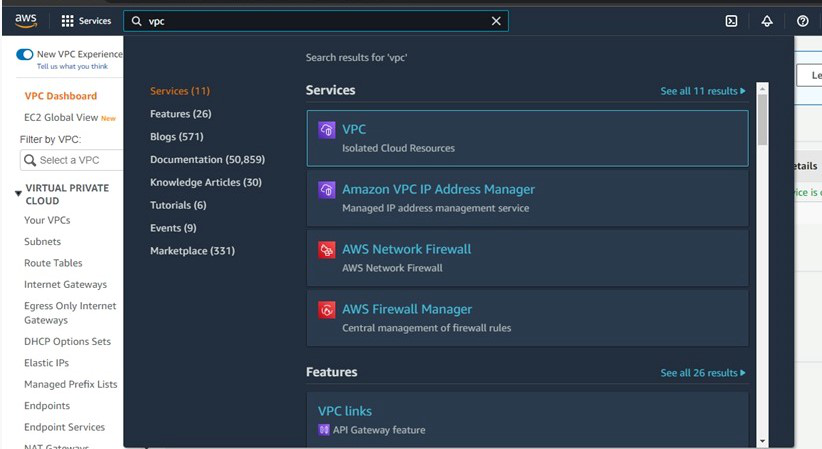 aws
Services
vpc
New VPC Experience
Tell us what you think
VPC Dashboard
EC2 Global View New
Filter by VPC:
Select a VPC
VIRTUAL PRIVATE
CLOUD
Your VPCs
Subnets
Route Tables
Internet Gateways
Egress Only Internet
Gateways
DHCP Options Sets
Elastic IPs
Managed Prefix Lists
Endpoints
Endpoint Services
NAT Gateways
Search results for 'vpc'
Services (11)
Features (26)
Blogs (571)
Documentation (50,859)
Knowledge Articles (30)
Tutorials (6)
Events (9)
Marketplace (331)
Services
See all 11 results
VPC
Isolated Cloud Resources
Amazon VPC IP Address Manager
Managed IP address management service
AWS Network Firewall
AWS Network Firewall
AWS Firewall Manager
Central management of firewall rules
Features
See all 26 results
VPC links
API Gateway feature
Le
etails